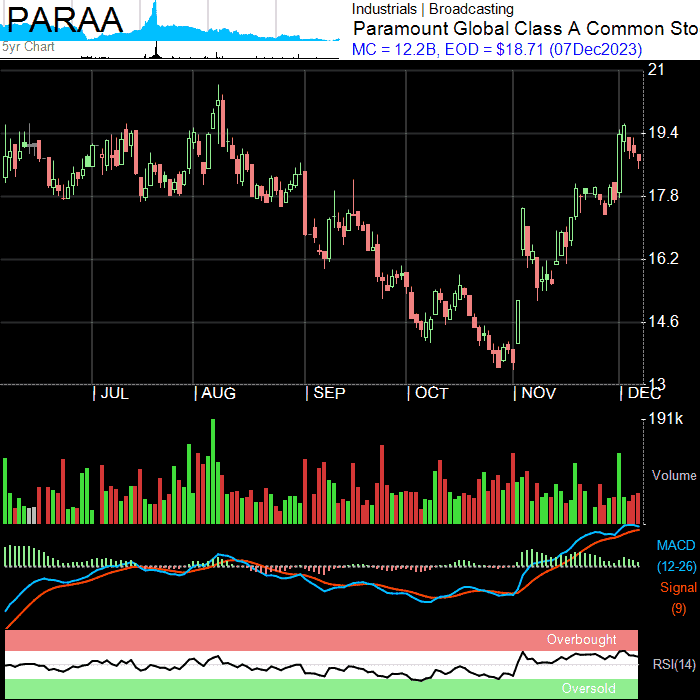 PARAA
5yr Chart
Industrials | Broadcasting
Paramount Global Class A Common Sto
MC = 12.2B, EOD = $18.71 (07Dec2023)
21
19.4
17.8
16.2
14.6
13
| JUL | AUG | SEP | OCT | NOV | DEC
191k
Volume
MACD
(12-26)
Signal
(9)
Overbought
RSI(14)
Oversold